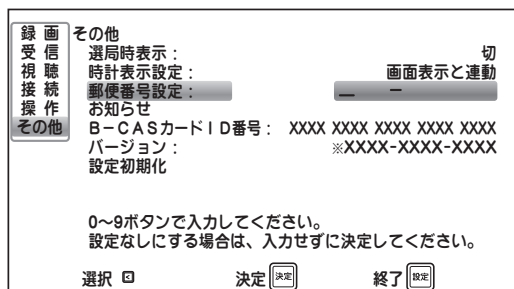 録画
受信
視聴
接続
操作
その他
その他
選局時表示： 切
時計表示設定： 画面表示と連動
郵便番号設定： ＿ －
お知らせ
Ｂ－ＣＡＳカードＩＤ番号： XXXX XXXX XXXX XXXX XXXX
バージョン： ※XXXX-XXXX-XXXX
設定初期化
0～9ボタンで入力してください。
設定なしにする場合は、入力せずに決定してください。
選択 決定 決定 終了 設定